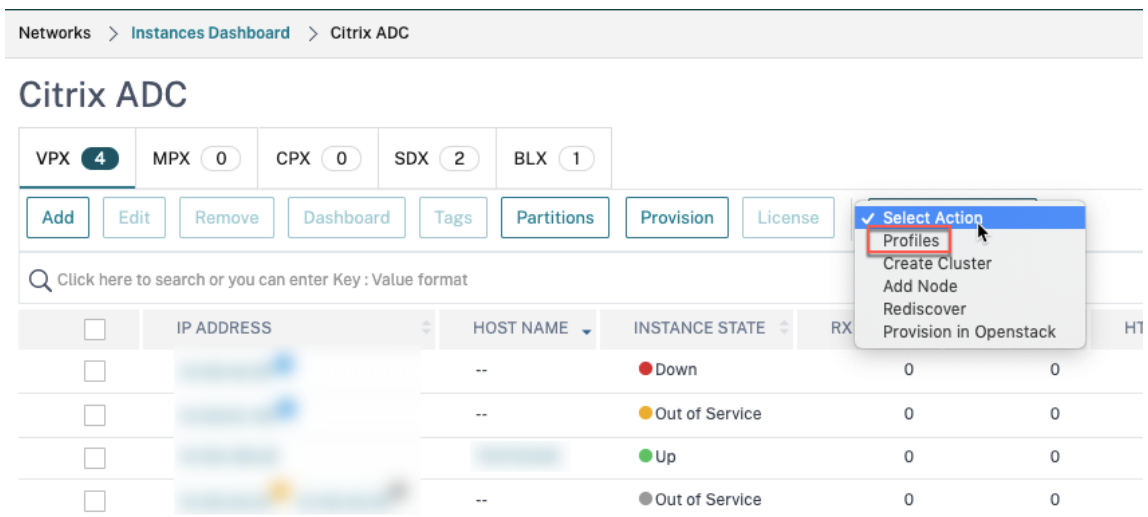 Networks > Instances Dashboard > Citrix ADC
Citrix ADC
VPX 4 MPX 0 CPX 0 SDX 2 BLX 1
Add Edit Remove Dashboard Tags Partitions Provision License
✓ Select Action
Profiles
Create Cluster
Add Node
Rediscover
Provision in Openstack
Click here to search or you can enter Key : Value format
IP ADDRESS HOST NAME INSTANCE STATE RX HT
-- Down 0 0
-- Out of Service 0 0
Up 0 0
-- Out of Service 0 0